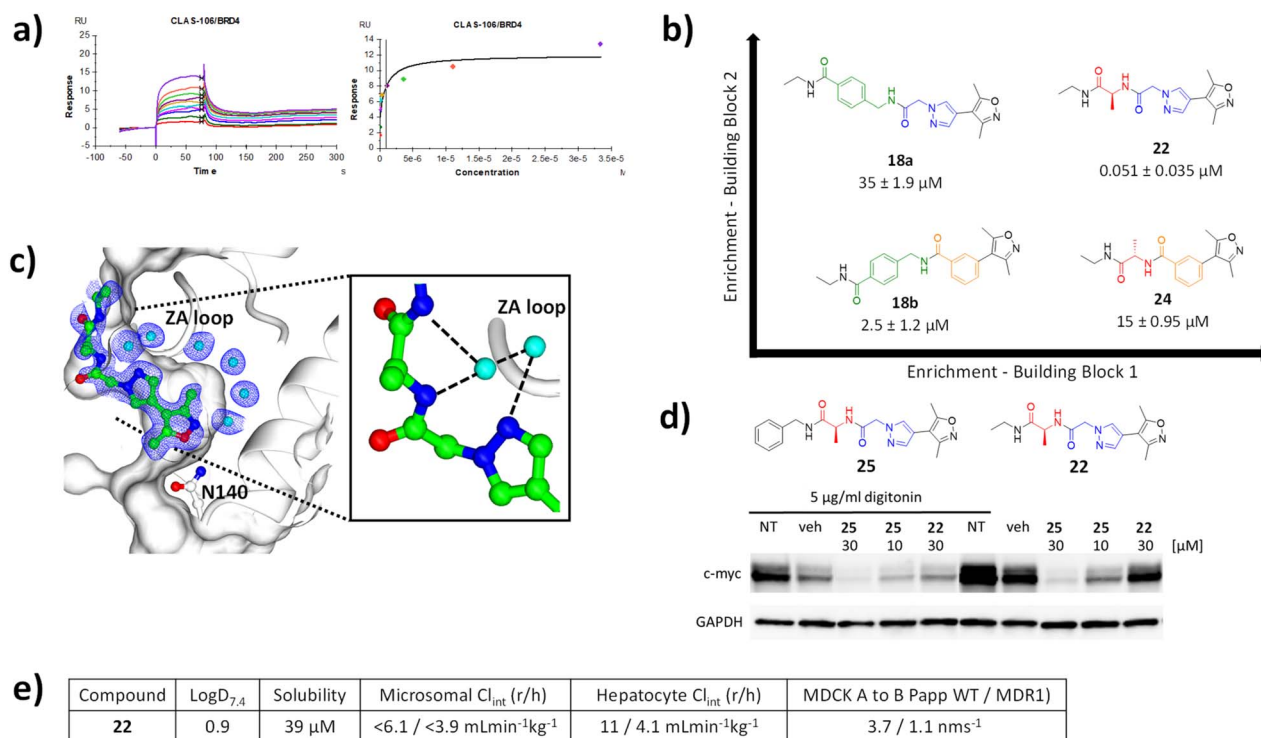 a)
CLAS-106/BRD4
RU
25
20
15
10
5
0
-5
Response
-100 -50 0 50 100 150 200 250 300
Time
s
CLAS-106/BRD4
RU
14
12
10
8
6
4
2
0
Response
0 5e-6 1e-5 1.5e-5 2e-5 2.5e-5 3e-5 3.5e-5
Concentration
b)
Enrichment - Building Block 2
18a
35 ± 1.9 µM
22
0.051 ± 0.035 µM
18b
2.5 ± 1.2 µM
24
15 ± 0.95 µM
Enrichment - Building Block 1
c)
ZA loop
N140
ZA loop
d)
25
22
5 µg/ml digitonin
NT veh 25 25 22 NT veh 25 25 22
30 10 30 30 10 30 [µM]
c-myc
GAPDH
e)
Compound LogD7.4 Solubility Microsomal Clint (r/h) Hepatocyte Clint (r/h) MDCK A to B Papp WT / MDR1)
22 0.9 39 µM <6.1 / <3.9 mLmin-1kg-1 11 / 4.1 mLmin-1kg-1 3.7 / 1.1 nms-1